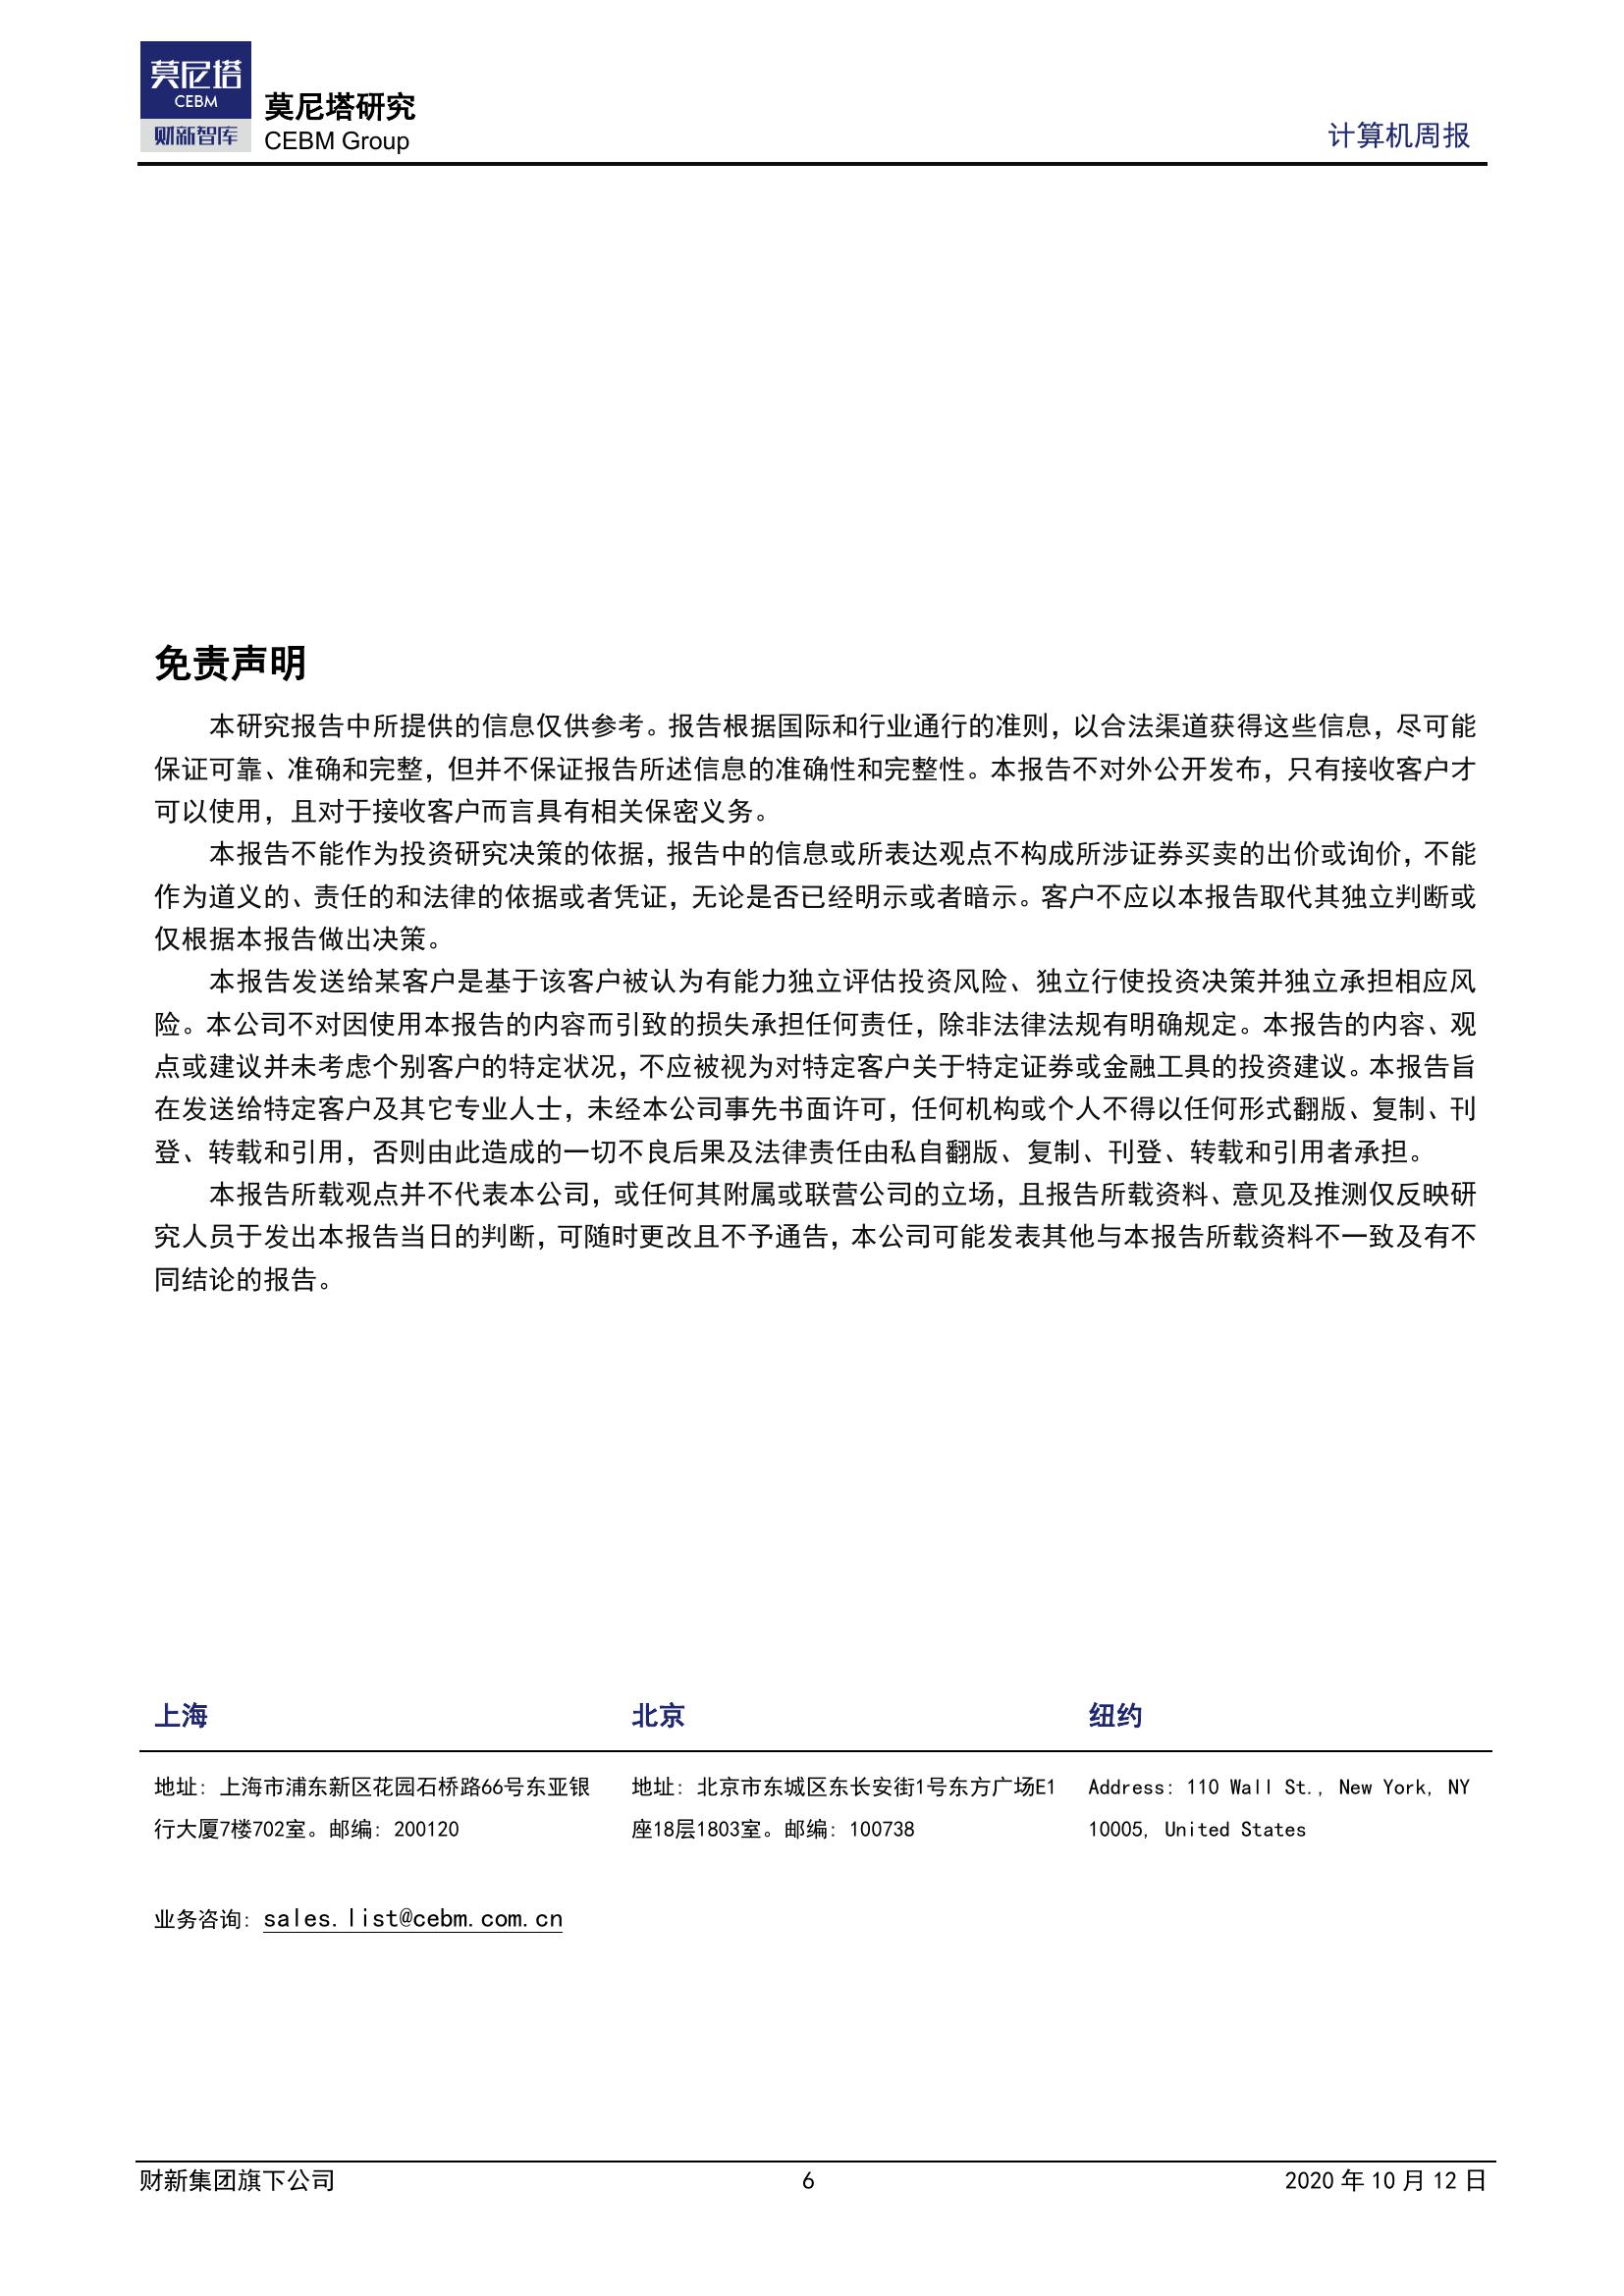 莫尼塔
CEBM
财新智库
莫尼塔研究
CEBM Group
计算机周报
免责声明
本研究报告中所提供的信息仅供参考。报告根据国际和行业通行的准则，以合法渠道获得这些信息，尽可能
保证可靠、准确和完整，但并不保证报告所述信息的准确性和完整性。本报告不对外公开发布，只有接收客户才
可以使用，且对于接收客户而言具有相关保密义务。
本报告不能作为投资研究决策的依据，报告中的信息或所表达观点不构成所涉证券买卖的出价或询价，不能
作为道义的、责任的和法律的依据或者凭证，无论是否已经明示或者暗示。客户不应以本报告取代其独立判断或
仅根据本报告做出决策。
本报告发送给某客户是基于该客户被认为有能力独立评估投资风险、独立行使投资决策并独立承担相应风
险。本公司不对因使用本报告的内容而引致的损失承担任何责任，除非法律法规有明确规定。本报告的内容、观
点或建议并未考虑个别客户的特定状况，不应被视为对特定客户关于特定证券或金融工具的投资建议。本报告旨
在发送给特定客户及其它专业人士，未经本公司事先书面许可，任何机构或个人不得以任何形式翻版、复制、刊
登、转载和引用，否则由此造成的一切不良后果及法律责任由私自翻版、复制、刊登、转载和引用者承担。
本报告所载观点并不代表本公司，或任何其附属或联营公司的立场，且报告所载资料、意见及推测仅反映研
究人员于发出本报告当日的判断，可随时更改且不予通告，本公司可能发表其他与本报告所载资料不一致及有不
同结论的报告。
上海
地址：上海市浦东新区花园石桥路66号东亚银
行大厦7楼702室。邮编：200120
北京
地址：北京市东城区东长安街1号东方广场E1
座18层1803室。邮编：100738
纽约
Address: 110 Wall St., New York, NY
10005, United States
业务咨询：sales.list@cebm.com.cn
财新集团旗下公司
6
2020 年 10 月 12 日